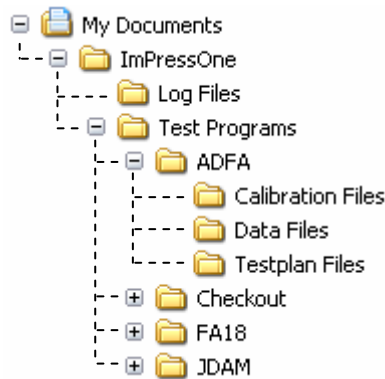 My Documents
ImPressOne
Log Files
Test Programs
ADFA
Calibration Files
Data Files
Testplan Files
Checkout
FA18
JDAM